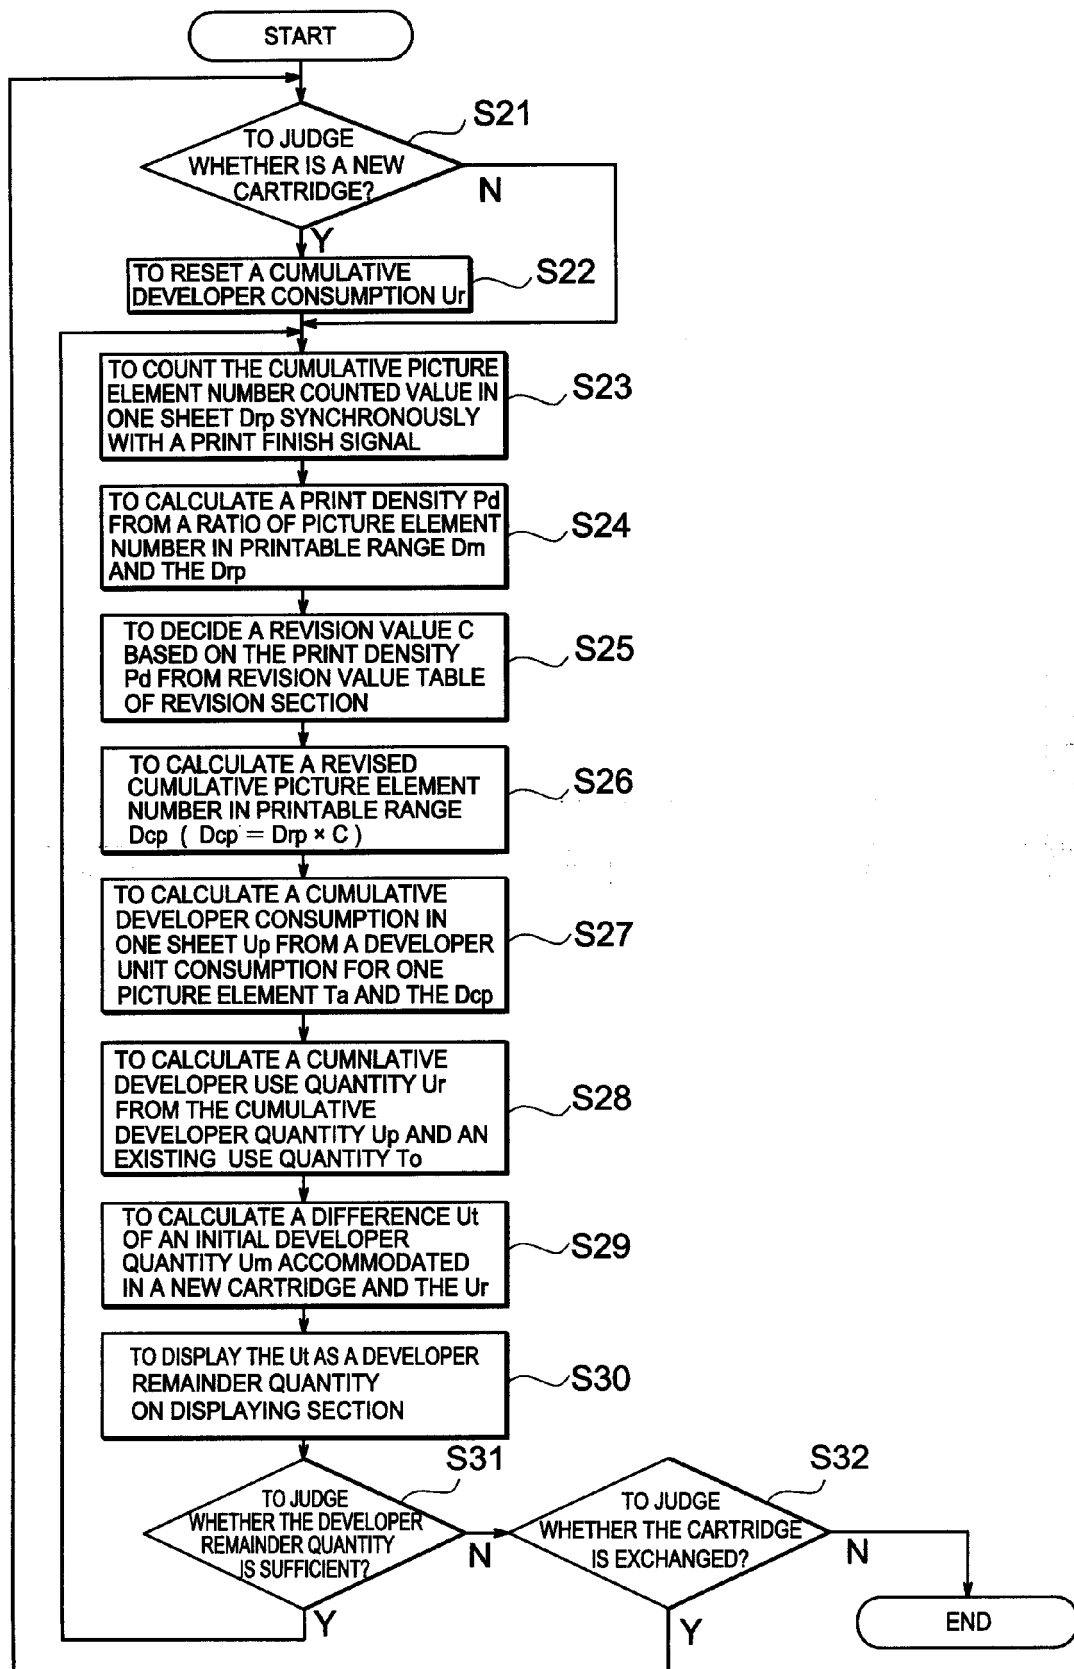 START
S21
TO JUDGE
WHETHER IS A NEW
CARTRIDGE?
N
Y
TO RESET A CUMULATIVE
DEVELOPER CONSUMPTION Ur
S22
TO COUNT THE CUMULATIVE PICTURE
ELEMENT NUMBER COUNTED VALUE IN
ONE SHEET Drp SYNCHRONOUSLY
WITH A PRINT FINISH SIGNAL
S23
TO CALCULATE A PRINT DENSITY Pd
FROM A RATIO OF PICTURE ELEMENT
NUMBER IN PRINTABLE RANGE Dm
AND THE Drp
S24
TO DECIDE A REVISION VALUE C
BASED ON THE PRINT DENSITY
Pd FROM REVISION VALUE TABLE
OF REVISION SECTION
S25
TO CALCULATE A REVISED
CUMULATIVE PICTURE ELEMENT
NUMBER IN PRINTABLE RANGE
Dcp ( Dcp = Drp × C )
S26
TO CALCULATE A CUMULATIVE
DEVELOPER CONSUMPTION IN
ONE SHEET Up FROM A DEVELOPER
UNIT CONSUMPTION FOR ONE
PICTURE ELEMENT Ta AND THE Dcp
S27
TO CALCULATE A CUMNLATIVE
DEVELOPER USE QUANTITY Ur
FROM THE CUMULATIVE
DEVELOPER QUANTITY Up AND AN
EXISTING USE QUANTITY To
S28
TO CALCULATE A DIFFERENCE Ut
OF AN INITIAL DEVELOPER
QUANTITY Um ACCOMMODATED
IN A NEW CARTRIDGE AND THE Ur
S29
TO DISPLAY THE Ut AS A DEVELOPER
REMAINDER QUANTITY
ON DISPLAYING SECTION
S30
S31
TO JUDGE
WHETHER THE DEVELOPER
REMAINDER QUANTITY
IS SUFFICIENT?
N
Y
S32
TO JUDGE
WHETHER THE CARTRIDGE
IS EXCHANGED?
N
Y
END